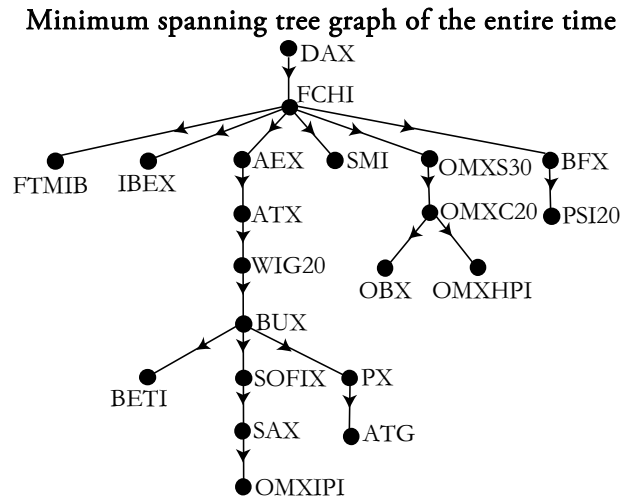 Minimum spanning tree graph of the entire time
DAX
FCHI
FTMIB
IBEX
AEX
SMI
OMXS30
BFX
ATX
OMXC20
PSI20
WIG20
OBX
OMXHPI
BUX
BETI
SOFIX
PX
SAX
ATG
OMXIPI